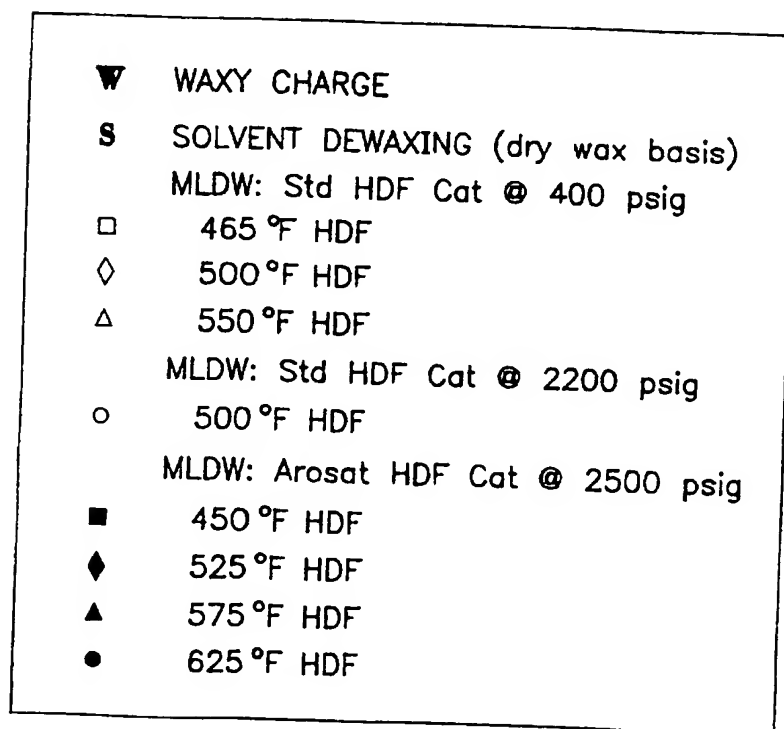 W WAXY CHARGE
S SOLVENT DEWAXING (dry wax basis)
MLDW: Std HDF Cat @ 400 psig
□ 465 °F HDF
◇ 500 °F HDF
△ 550 °F HDF
MLDW: Std HDF Cat @ 2200 psig
○ 500 °F HDF
MLDW: Arosat HDF Cat @ 2500 psig
■ 450 °F HDF
◆ 525 °F HDF
▲ 575 °F HDF
● 625 °F HDF